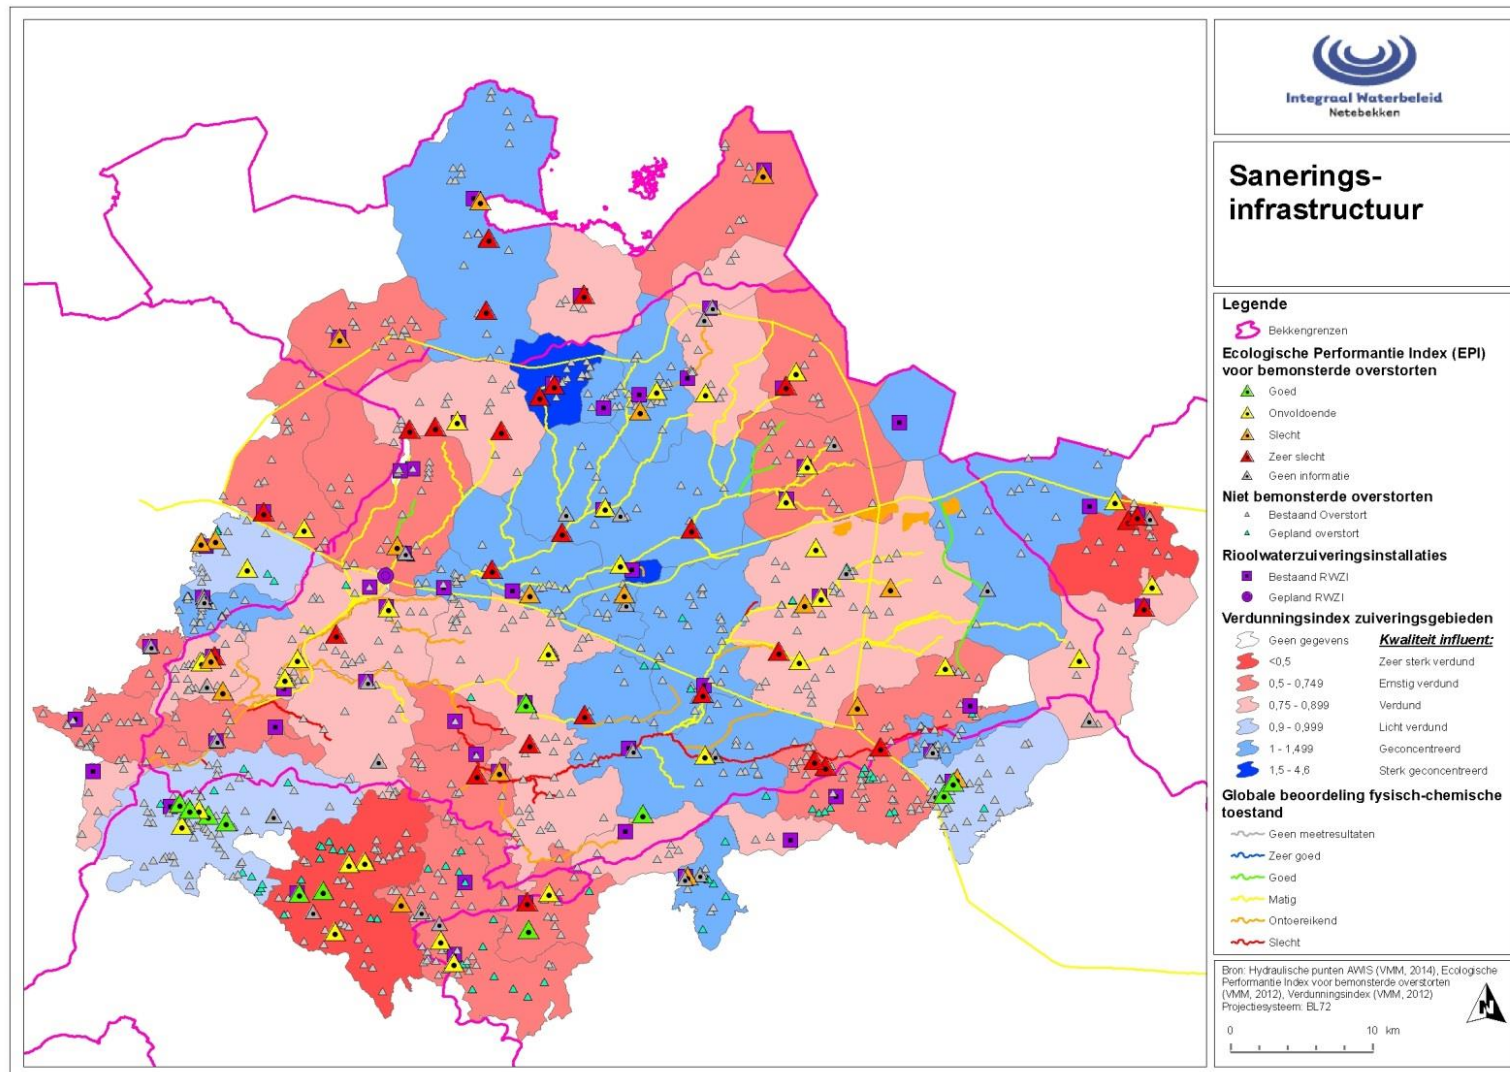 Integraal Waterbeleid
Netebekken
Sanerings-
infrastructuur
Legende
Bekkengrenzen
Ecologische Performantie Index (EPI)
voor bemonsterde overstorten
Goed
Onvoldoende
Slecht
Zeer slecht
Geen informatie
Niet bemonsterde overstorten
Bestaand Overstort
Gepland overstort
Rioolwaterzuiveringsinstallaties
Bestaand RWZI
Gepland RWZI
Verdunningsindex zuiveringsgebieden
Geen gegevens Kwaliteit influent:
<0,5 Zeer sterk verdund
0,5 - 0,749 Ernstig verdund
0,75 - 0,899 Verdund
0,9 - 0,999 Licht verdund
1 - 1,499 Geconcentreerd
1,5 - 4,6 Sterk geconcentreerd
Globale beoordeling fysisch-chemische
toestand
Geen meetresultaten
Zeer goed
Goed
Matig
Ontoereikend
Slecht
Bron: Hydraulische punten AWIS (VMM, 2014), Ecologische
Performantie Index voor bemonsterde overstorten
(VMM, 2012), Verdunningsindex (VMM, 2012)
Projectiesysteem: BL72
N
0 10 km